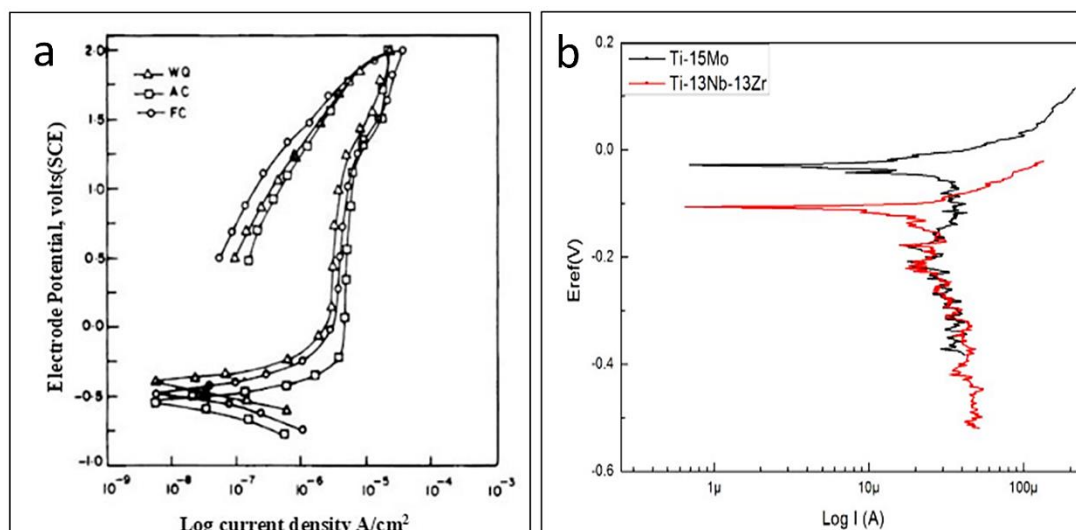 a
WQ
AC
FC
Electrode Potential, volts(SCE)
2.0
1.5
1.0
0.5
0.0
-0.5
-1.0
10⁻⁹
10⁻⁸
10⁻⁷
10⁻⁶
10⁻⁵
10⁻⁴
10⁻³
Log current density A/cm²
b
Ti-15Mo
Ti-13Nb-13Zr
Eref(V)
0.2
0.0
-0.2
-0.4
-0.6
1µ
10µ
100µ
Log I (A)